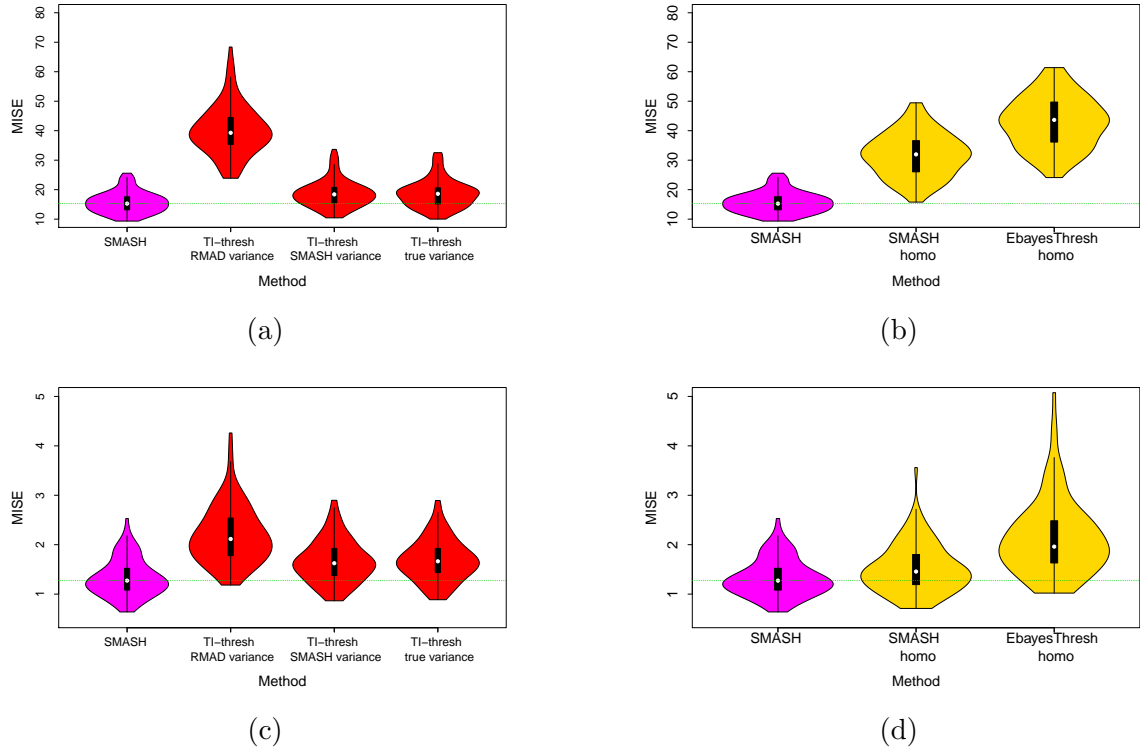 80
70
60
50
40
30
20
10
MISE
SMASH
TI−thresh
RMAD variance
TI−thresh
SMASH variance
TI−thresh
true variance
Method
(a)
80
70
60
50
40
30
20
10
MISE
SMASH
SMASH
homo
EbayesThresh
homo
Method
(b)
5
4
3
2
1
MISE
SMASH
TI−thresh
RMAD variance
TI−thresh
SMASH variance
TI−thresh
true variance
Method
(c)
5
4
3
2
1
MISE
SMASH
SMASH
homo
EbayesThresh
homo
Method
(d)